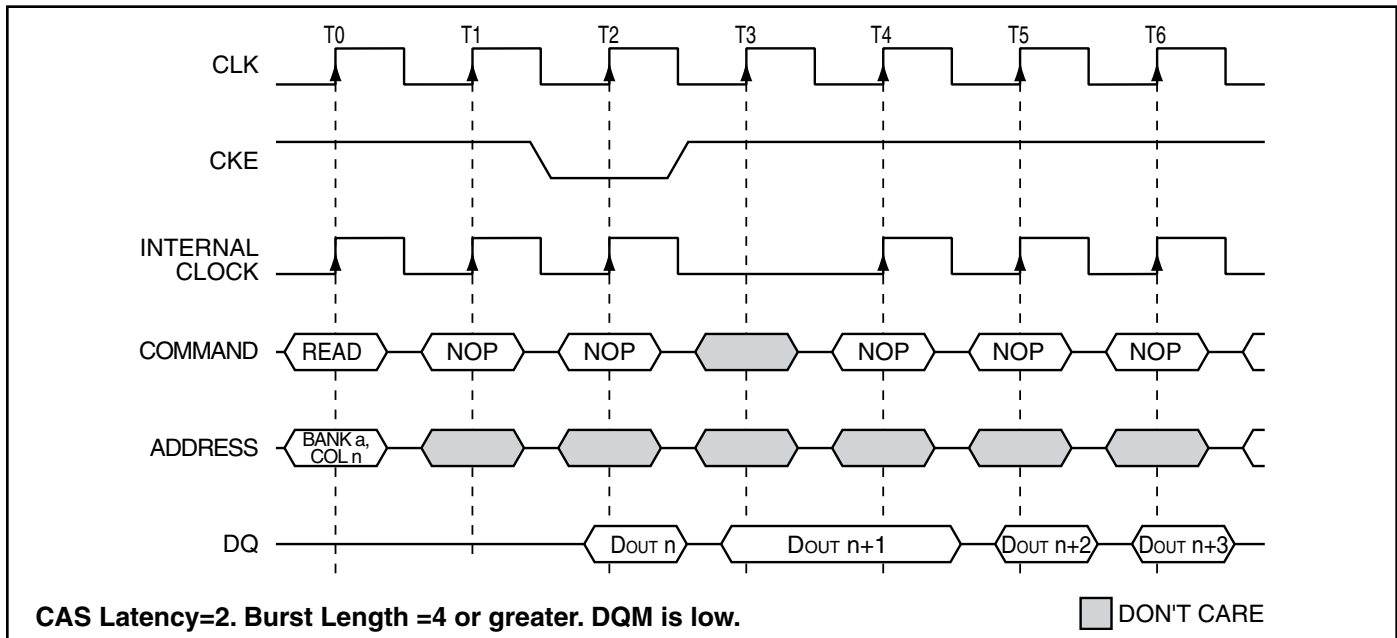 T0 T1 T2 T3 T4 T5 T6
CLK
CKE
INTERNAL
CLOCK
COMMAND READ NOP NOP NOP NOP NOP
ADDRESS BANK a,
COL n
DQ DOUT n DOUT n+1 DOUT n+2 DOUT n+3
CAS Latency=2. Burst Length =4 or greater. DQM is low. DON'T CARE